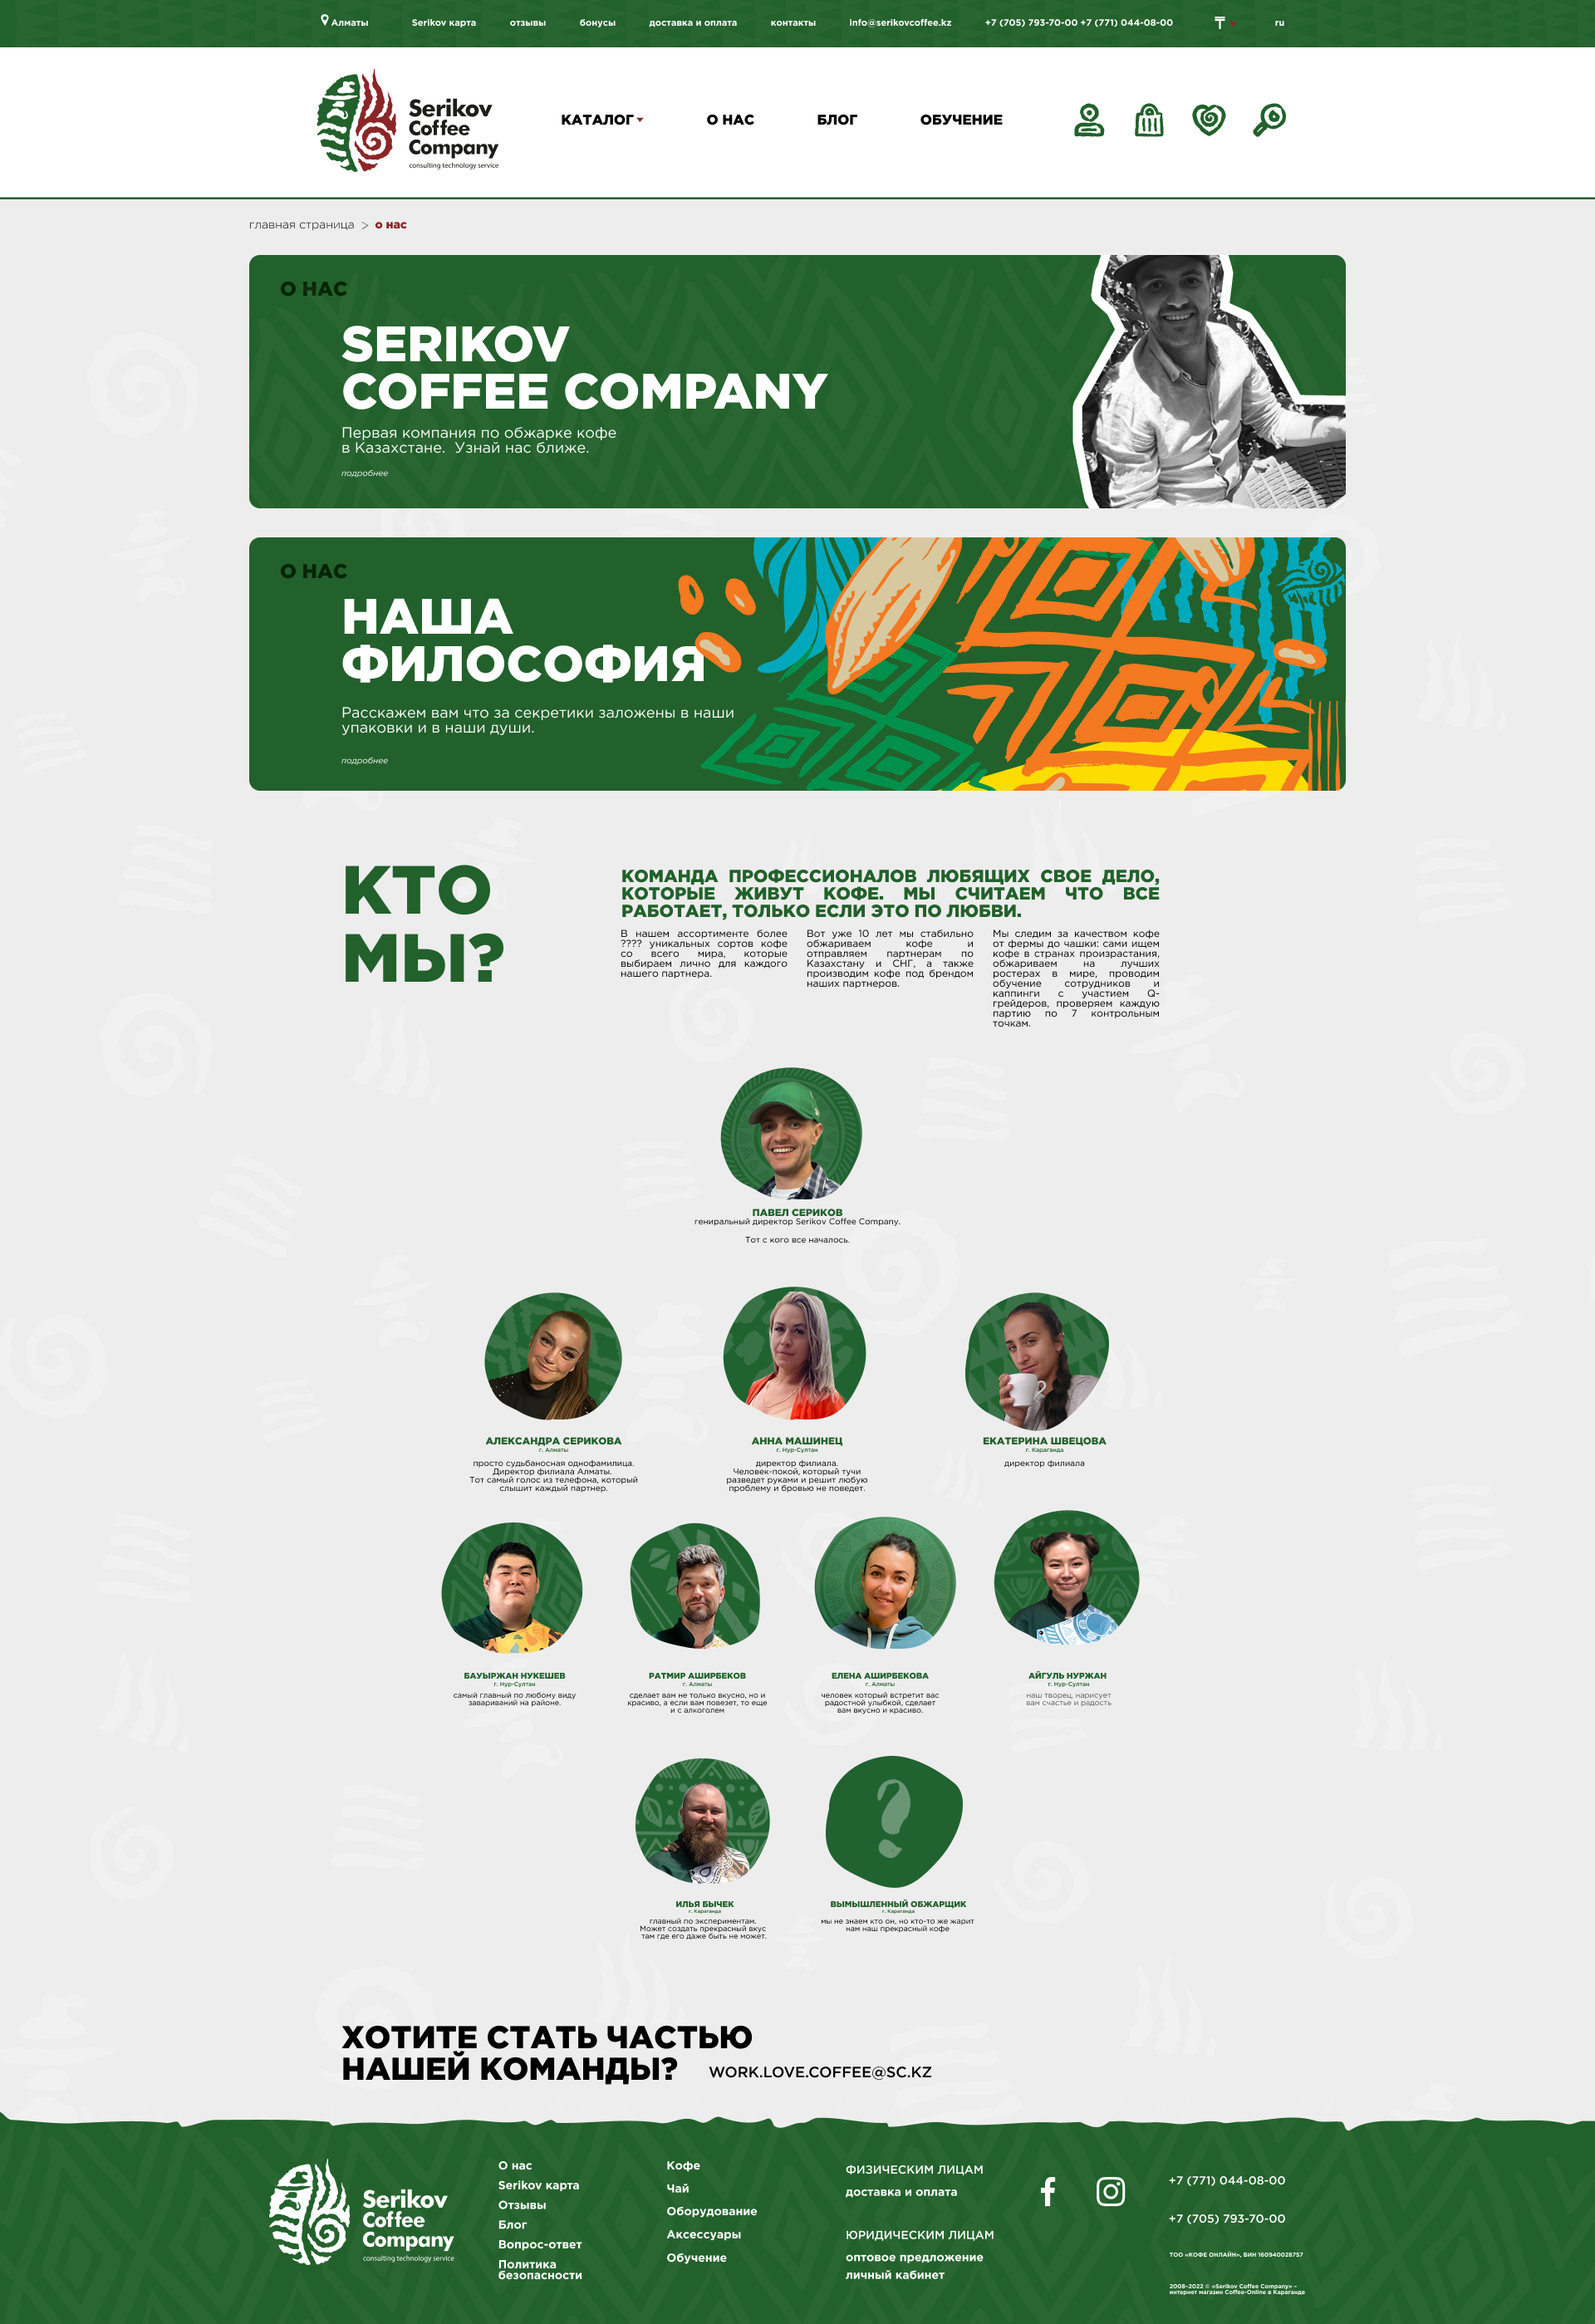 Алматы
Serikov карта
отзывы
бонусы
доставка и оплата
контакты
info@serikovcoffee.kz
+7 (705) 793-70-00 +7 (771) 044-08-00
₸
ru
Serikov
Coffee
Company
consulting technology service
КАТАЛОГ
О НАС
БЛОГ
ОБУЧЕНИЕ
главная страница > о нас
О НАС
SERIKOV
COFFEE COMPANY
Первая компания по обжарке кофе
в Казахстане. Узнай нас ближе.
подробнее
О НАС
НАША
ФИЛОСОФИЯ
Расскажем вам что за секретики заложены в наши
упаковки и в наши души.
подробнее
КТО
МЫ?
КОМАНДА ПРОФЕССИОНАЛОВ ЛЮБЯЩИХ СВОЕ ДЕЛО,
КОТОРЫЕ ЖИВУТ КОФЕ. МЫ СЧИТАЕМ ЧТО ВСЕ
РАБОТАЕТ, ТОЛЬКО ЕСЛИ ЭТО ПО ЛЮБВИ.
В нашем ассортименте более
???? уникальных сортов кофе
со всего мира, которые
выбираем лично для каждого
нашего партнера.
Вот уже 10 лет мы стабильно
обжариваем кофе и
отправляем партнерам по
Казахстану и СНГ, а также
производим кофе под брендом
наших партнеров.
Мы следим за качеством кофе
от фермы до чашки: сами ищем
кофе в странах произрастания,
обжариваем на лучших
ростерах в мире, проводим
обучение сотрудников и
каппинги с участием Q-
грейдеров, проверяем каждую
партию по 7 контрольным
точкам.
ПАВЕЛ СЕРИКОВ
гениральный директор Serikov Coffee Company.
Тот с кого все началось.
АЛЕКСАНДРА СЕРИКОВА
г. Алматы
просто судьбаносная однофамилица.
Директор филиала Алматы.
Тот самый голос из телефона, который
слышит каждый партнер.
АННА МАШИНЕЦ
г. Нур-Султан
директор филиала.
Человек-покой, который тучи
разведет руками и решит любую
проблему и бровью не поведет.
ЕКАТЕРИНА ШВЕЦОВА
г. Караганда
директор филиала
БАУЫРЖАН НУКЕШЕВ
г. Нур-Султан
самый главный по любому виду
завариваний на районе.
РАТМИР АШИРБЕКОВ
г. Алматы
сделает вам не только вкусно, но и
красиво, а если вам повезет, то еще
и с алкоголем
ЕЛЕНА АШИРБЕКОВА
г. Алматы
человек который встретит вас
радостной улыбкой, сделает
вам вкусно и красиво.
АЙГУЛЬ НУРЖАН
г. Нур-Султан
наш творец, нарисует
вам счастье и радость
ИЛЬЯ БЫЧЕК
г. Караганда
главный по экспериментам.
Может создать прекрасный вкус
там где его даже быть не может.
?
ВЫМЫШЛЕННЫЙ ОБЖАРЩИК
г. Караганда
мы не знаем кто он, но кто-то же жарит
нам наш прекрасный кофе
ХОТИТЕ СТАТЬ ЧАСТЬЮ
НАШЕЙ КОМАНДЫ?
WORK.LOVE.COFFEE@SC.KZ
Serikov
Coffee
Company
consulting technology service
О нас
Serikov карта
Отзывы
Блог
Вопрос-ответ
Политика
безопасности
Кофе
Чай
Оборудование
Аксессуары
Обучение
ФИЗИЧЕСКИМ ЛИЦАМ
доставка и оплата
ЮРИДИЧЕСКИМ ЛИЦАМ
оптовое предложение
личный кабинет
+7 (771) 044-08-00
+7 (705) 793-70-00
ТОО «КОФЕ ОНЛАЙН», БИН 160940028757
2008-2022 © «Serikov Coffee Company» –
интернет магазин Coffee-Online в Караганде